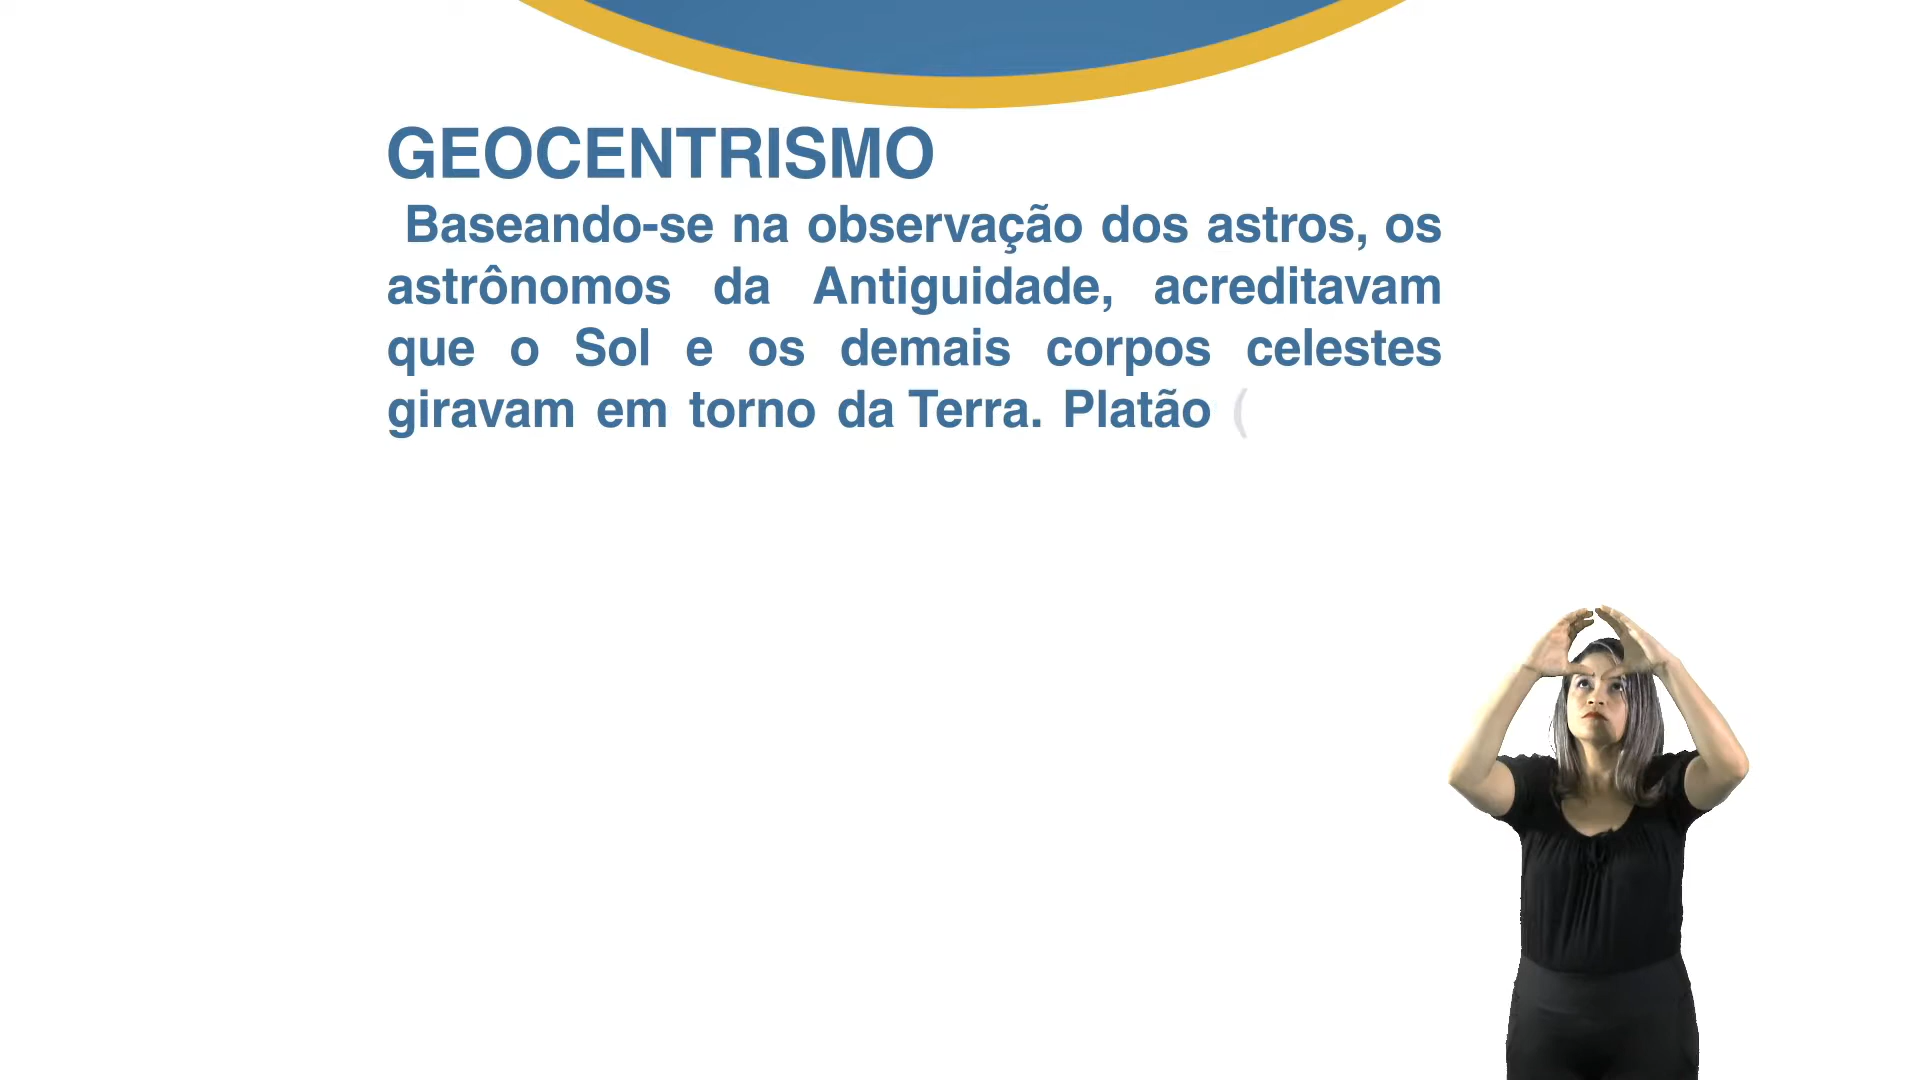 GEOCENTRISMO
Baseando-se na observação dos astros, os
astrônomos da Antiguidade, acreditavam
que o Sol e os demais corpos celestes
giravam em torno da Terra. Platão (